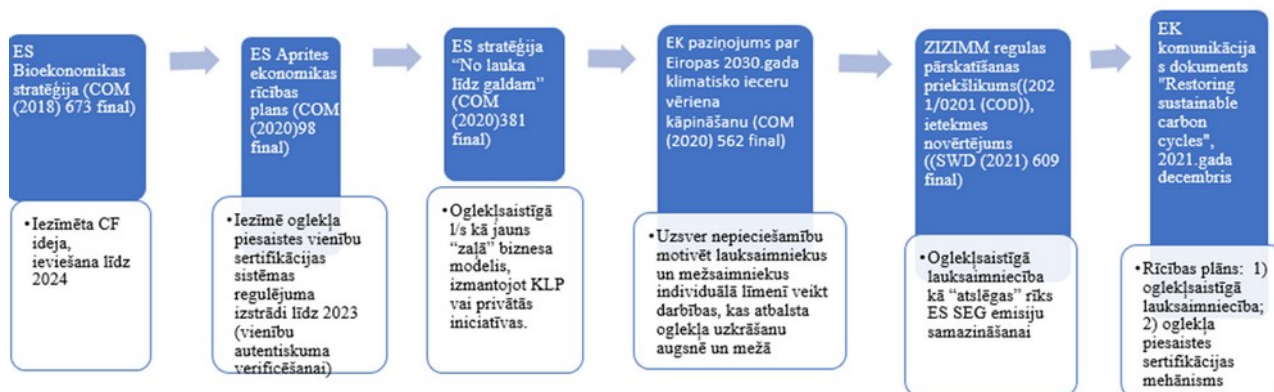 ES
Bioekonomikas
stratēģija (COM
(2018) 673 final)
•Iezīmēta CF
ideja,
ieviešana līdz
2024
ES Aprites
ekonomikas
rīcības
plans (COM
(2020)98
final)
•Iezīmē oglekļa
piesaistes vienību
sertifikācijas
sistēmas
regulējuma
izstrādi līdz 2023
(vienību
autentiskuma
verificēšanai)
ES stratēģija
“No lauka
līdz galdam”
(COM
(2020)381
final)
•Oglekļsaistīgā
l/s kā jauns
“zaļā” biznesa
modelis,
izmantojot KLP
vai privātās
iniciatīvas.
EK paziņojums par
Eiropas 2030.gada
klimatisko ieceru
vēriena
kāpināšanu (COM
(2020) 562 final)
•Uzsver nepieciešamību
motivēt lauksaimniekus
un mežsaimniekus
individuālā līmenī veikt
darbības, kas atbalsta
oglekļa uzkrāšanu
augsnē un mežā
ZIZIMM regulas
pārskatīšanas
priekšlikums((202
1/0201 (COD)),
ietekmes
novērtējums
((SWD (2021) 609
final)
•Oglekļsaistīgā
lauksaimniecība
kā “atslēgas” rīks
ES SEG emisiju
samazināšanai
EK
komunikācija
s dokuments
"Restoring
sustainable
carbon
cycles",
2021.gada
decembris
•Rīcības plāns: 1)
oglekļsaistīgā
lauksaimniecība;
2) oglekļa
piesaistes
sertifikācijas
mehānisms